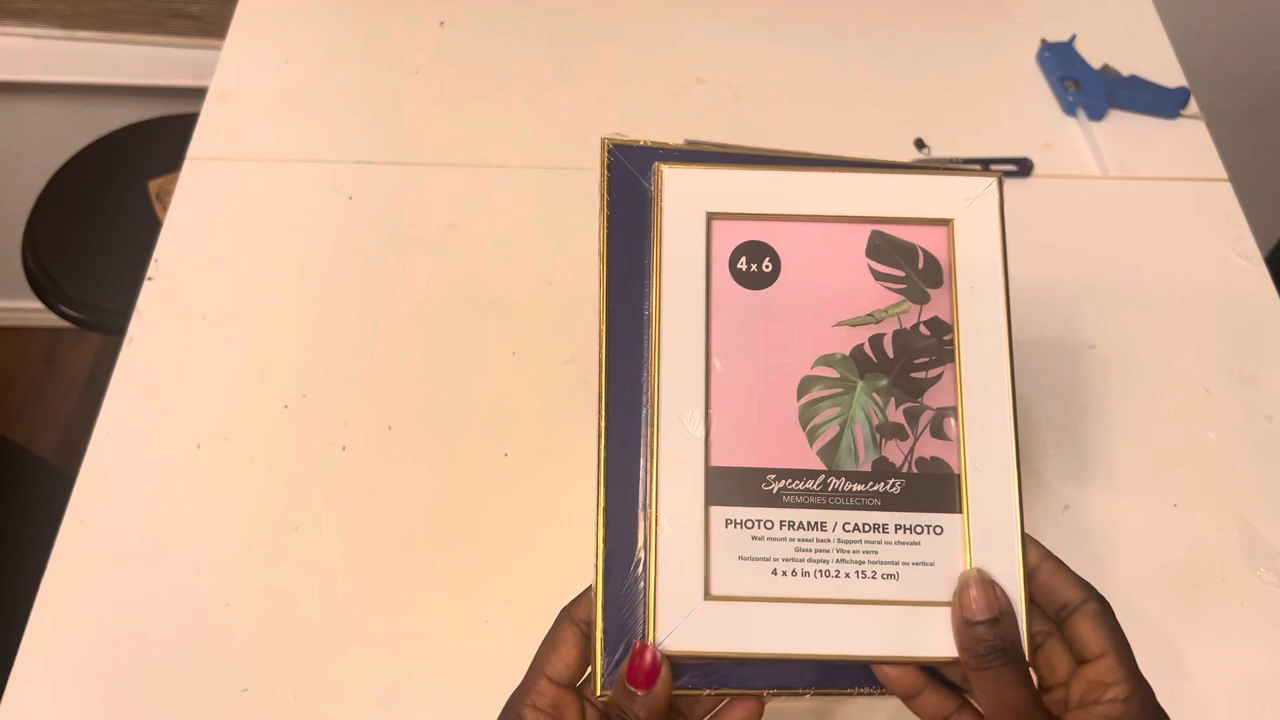 4 x 6
Special Moments
MEMORIES COLLECTION
PHOTO FRAME / CADRE PHOTO
Wall mount or easel back / Support mural ou chevalet
Glass pane / Vitre en verre
Horizontal or vertical display / Affichage horizontal ou vertical
4 x 6 in (10.2 x 15.2 cm)